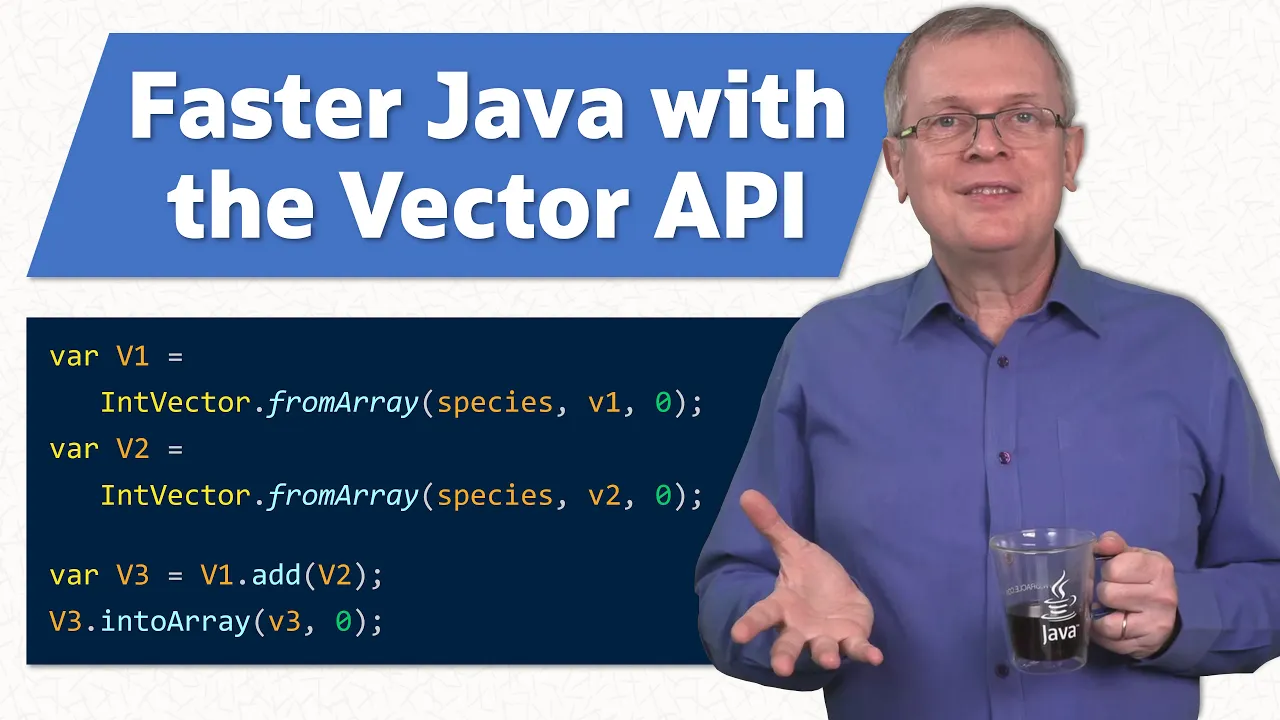 Faster Java with
the Vector API
var V1 =
IntVector.fromArray(species, v1, 0);
var V2 =
IntVector.fromArray(species, v2, 0);
var V3 = V1.add(V2);
V3.intoArray(v3, 0);
Java